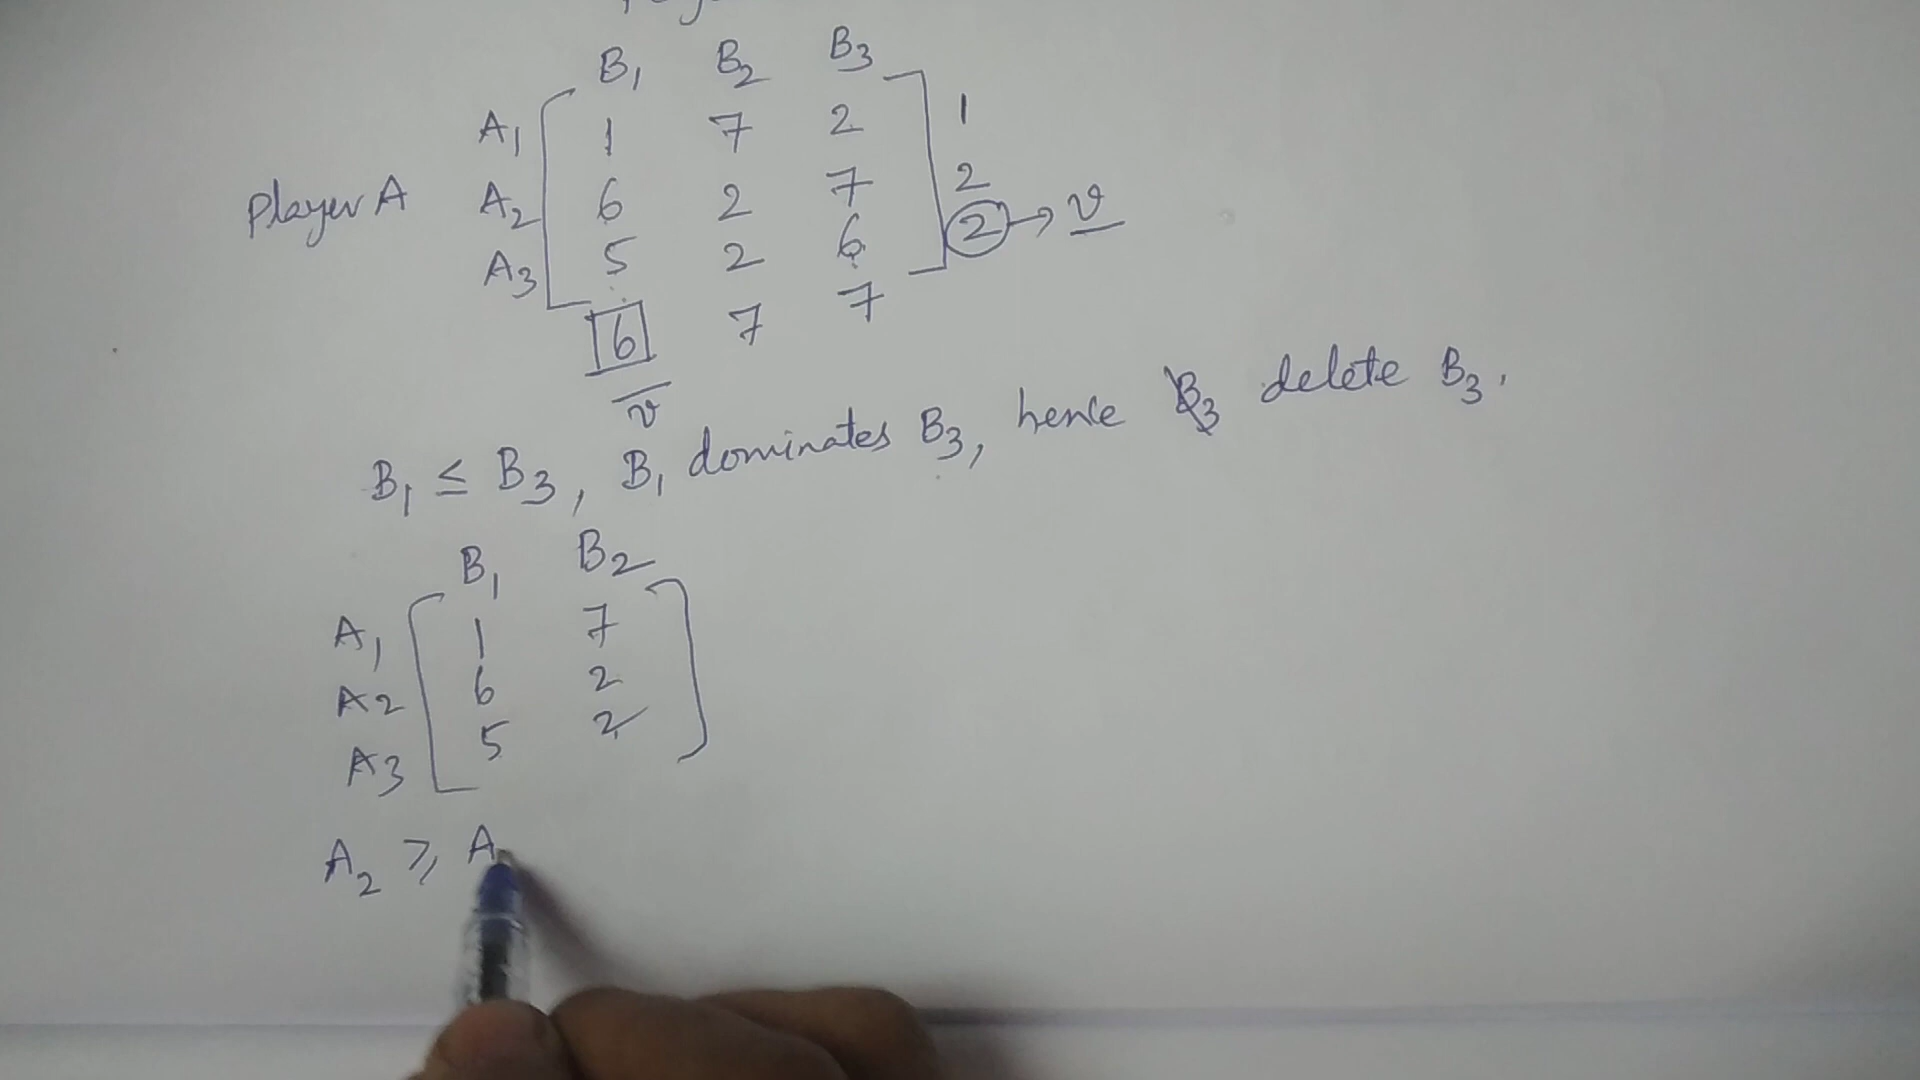 B1 B2 B3
A1 1 7 2 1
Player A A2 6 2 7 2
A3 5 2 6 2 → v
6 7 7
v
B1 ≤ B3, B1 dominates B3, hence B3 delete B3.
B1 B2
A1 1 7
A2 6 2
A3 5 2
A2 ≥ A